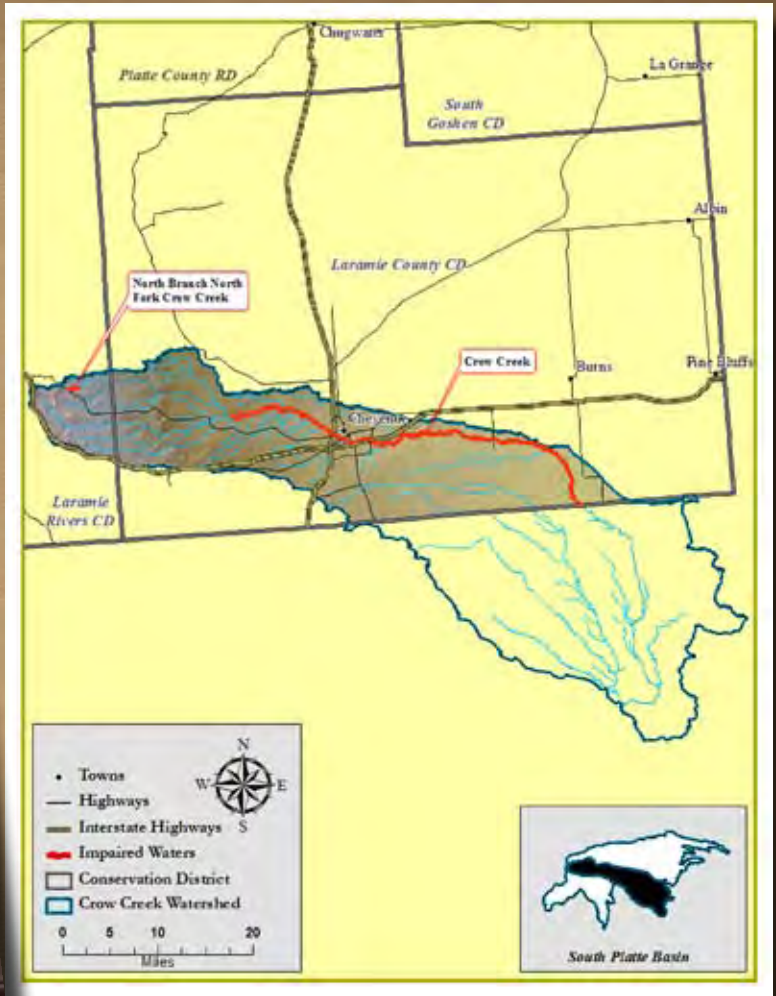 Chugwater
Platte County RD
La Grange
South
Goshen CD
Albin
Laramie County CD
North Branch North
Fork Crow Creek
Crow Creek
Burns
Pine Bluffs
Cheyenne
Laramie
Rivers CD
N
W
E
S
Towns
Highways
Interstate Highways
Impaired Waters
Conservation District
Crow Creek Watershed
0 5 10 20
Miles
South Platte Basin